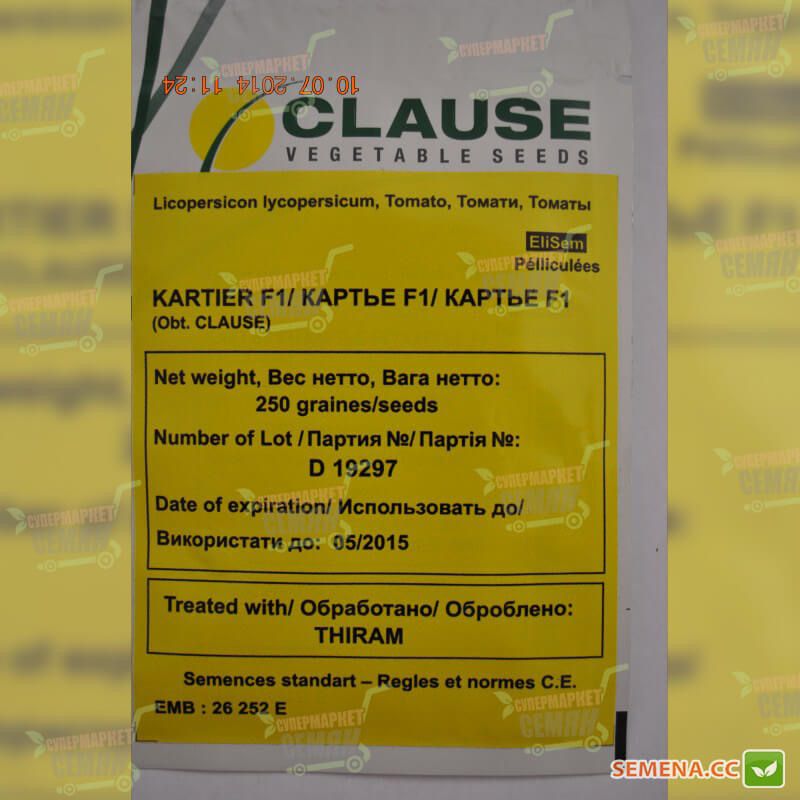 10.07.2014 11:24
CLAUSE
VEGETABLE SEEDS
Licopersicon lycopersicum, Tomato, Томати, Томаты
EliSem
Pélliculées
KARTIER F1/ КАРТЬЕ F1/ КАРТЬЕ F1
(Obt. CLAUSE)
Net weight, Вес нетто, Вага нетто:
250 graines/seeds
Number of Lot /Партия №/ Партія №:
D 19297
Date of expiration/ Использовать до/
Використати до: 05/2015
Treated with/ Обработано/ Оброблено:
THIRAM
Semences standart – Regles et normes C.E.
EMB : 26 252 E
СУПЕРМАРКЕТ
СЕМЯН
SEMENA.CC